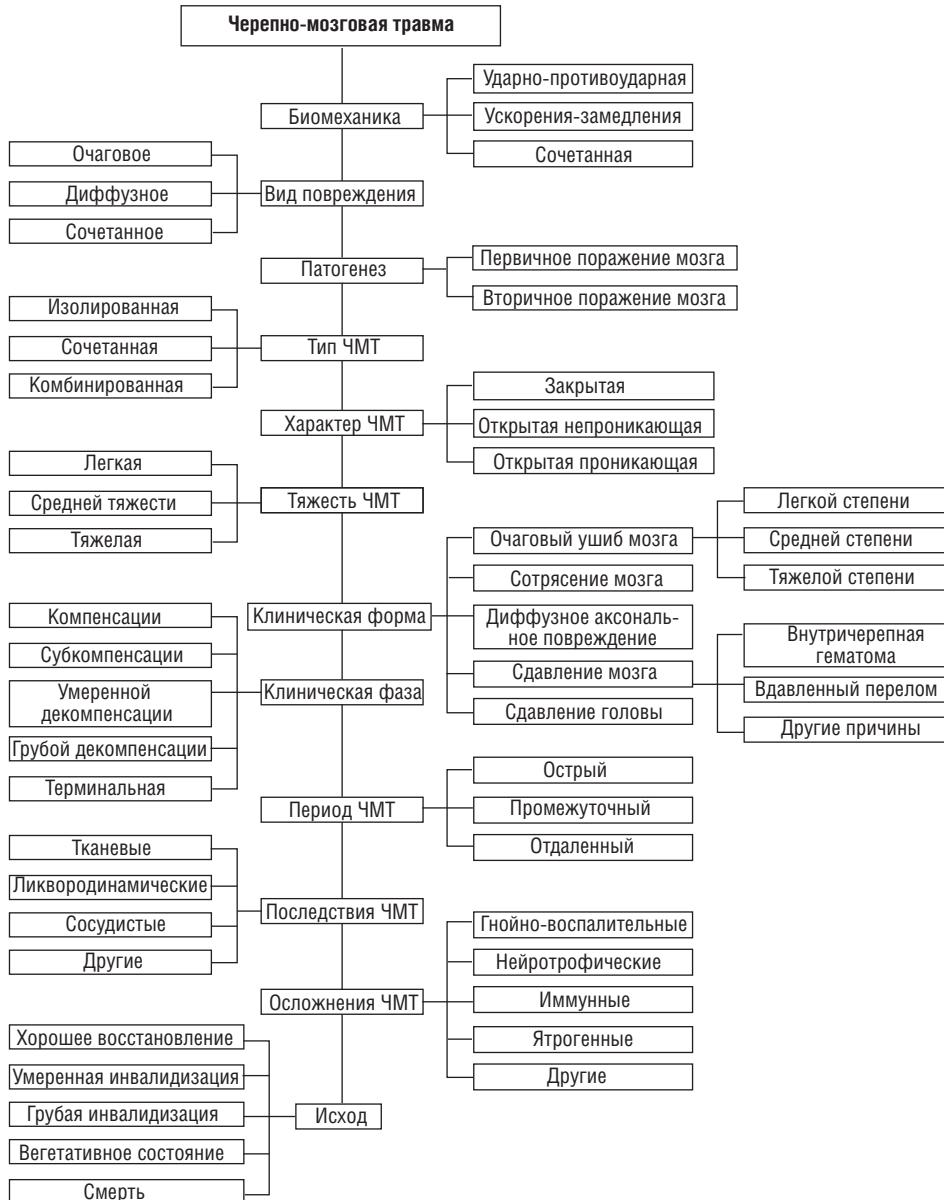 Черепно-мозговая травма
Биомеханика
Ударно-противоударная
Ускорения-замедления
Сочетанная
Очаговое
Диффузное
Сочетанное
Вид повреждения
Патогенез
Первичное поражение мозга
Вторичное поражение мозга
Изолированная
Сочетанная
Комбинированная
Тип ЧМТ
Характер ЧМТ
Закрытая
Открытая непроникающая
Открытая проникающая
Легкая
Средней тяжести
Тяжелая
Тяжесть ЧМТ
Клиническая форма
Очаговый ушиб мозга
Легкой степени
Средней степени
Тяжелой степени
Сотрясение мозга
Диффузное аксональ-
ное повреждение
Сдавление мозга
Внутричерепная
гематома
Вдавленный перелом
Другие причины
Сдавление головы
Компенсации
Субкомпенсации
Умеренной
декомпенсации
Грубой декомпенсации
Терминальная
Клиническая фаза
Период ЧМТ
Острый
Промежуточный
Отдаленный
Тканевые
Ликвородинамические
Сосудистые
Другие
Последствия ЧМТ
Осложнения ЧМТ
Гнойно-воспалительные
Нейротрофические
Иммунные
Ятрогенные
Другие
Хорошее восстановление
Умеренная инвалидизация
Грубая инвалидизация
Вегетативное состояние
Смерть
Исход